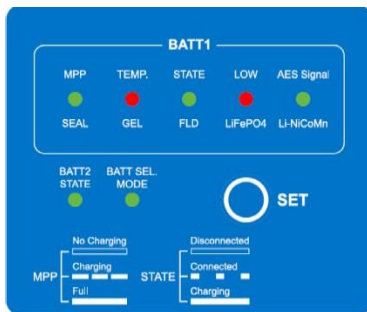 BATT1
MPP TEMP. STATE LOW AES Signal
SEAL GEL FLD LiFePO4 Li-NiCoMn
BATT2 STATE
BATT SEL. MODE
SET
MPP
No Charging
Charging
Full
STATE
Disconnected
Connected
Charging